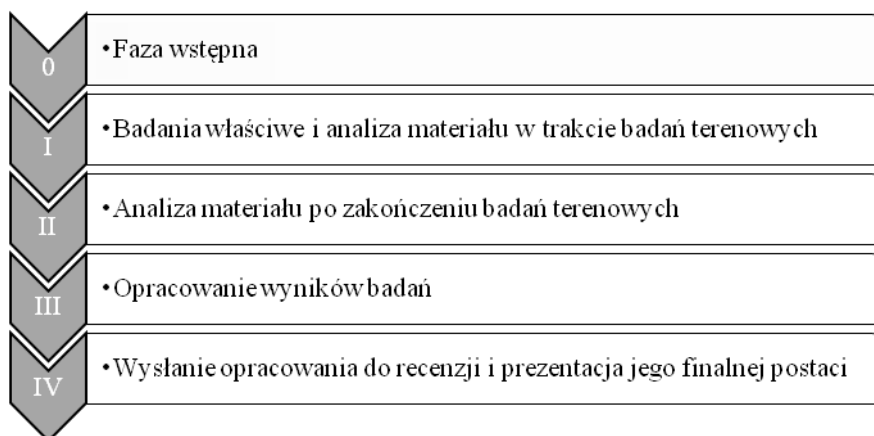 0
•Faza wstępna
I
•Badania właściwe i analiza materiału w trakcie badań terenowych
II
•Analiza materiału po zakończeniu badań terenowych
III
•Opracowanie wyników badań
IV
•Wysłanie opracowania do recenzji i prezentacja jego finalnej postaci